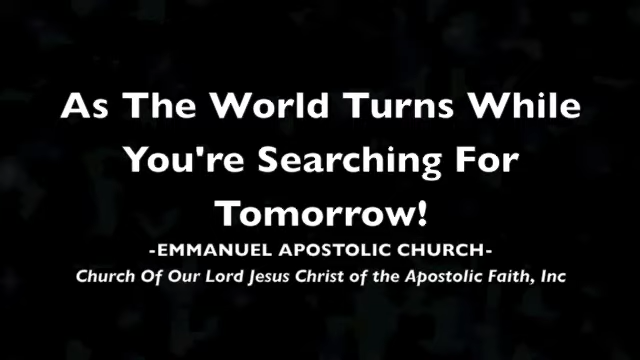 As The World Turns While
You're Searching For
Tomorrow!
-EMMANUEL APOSTOLIC CHURCH-
Church Of Our Lord Jesus Christ of the Apostolic Faith, Inc